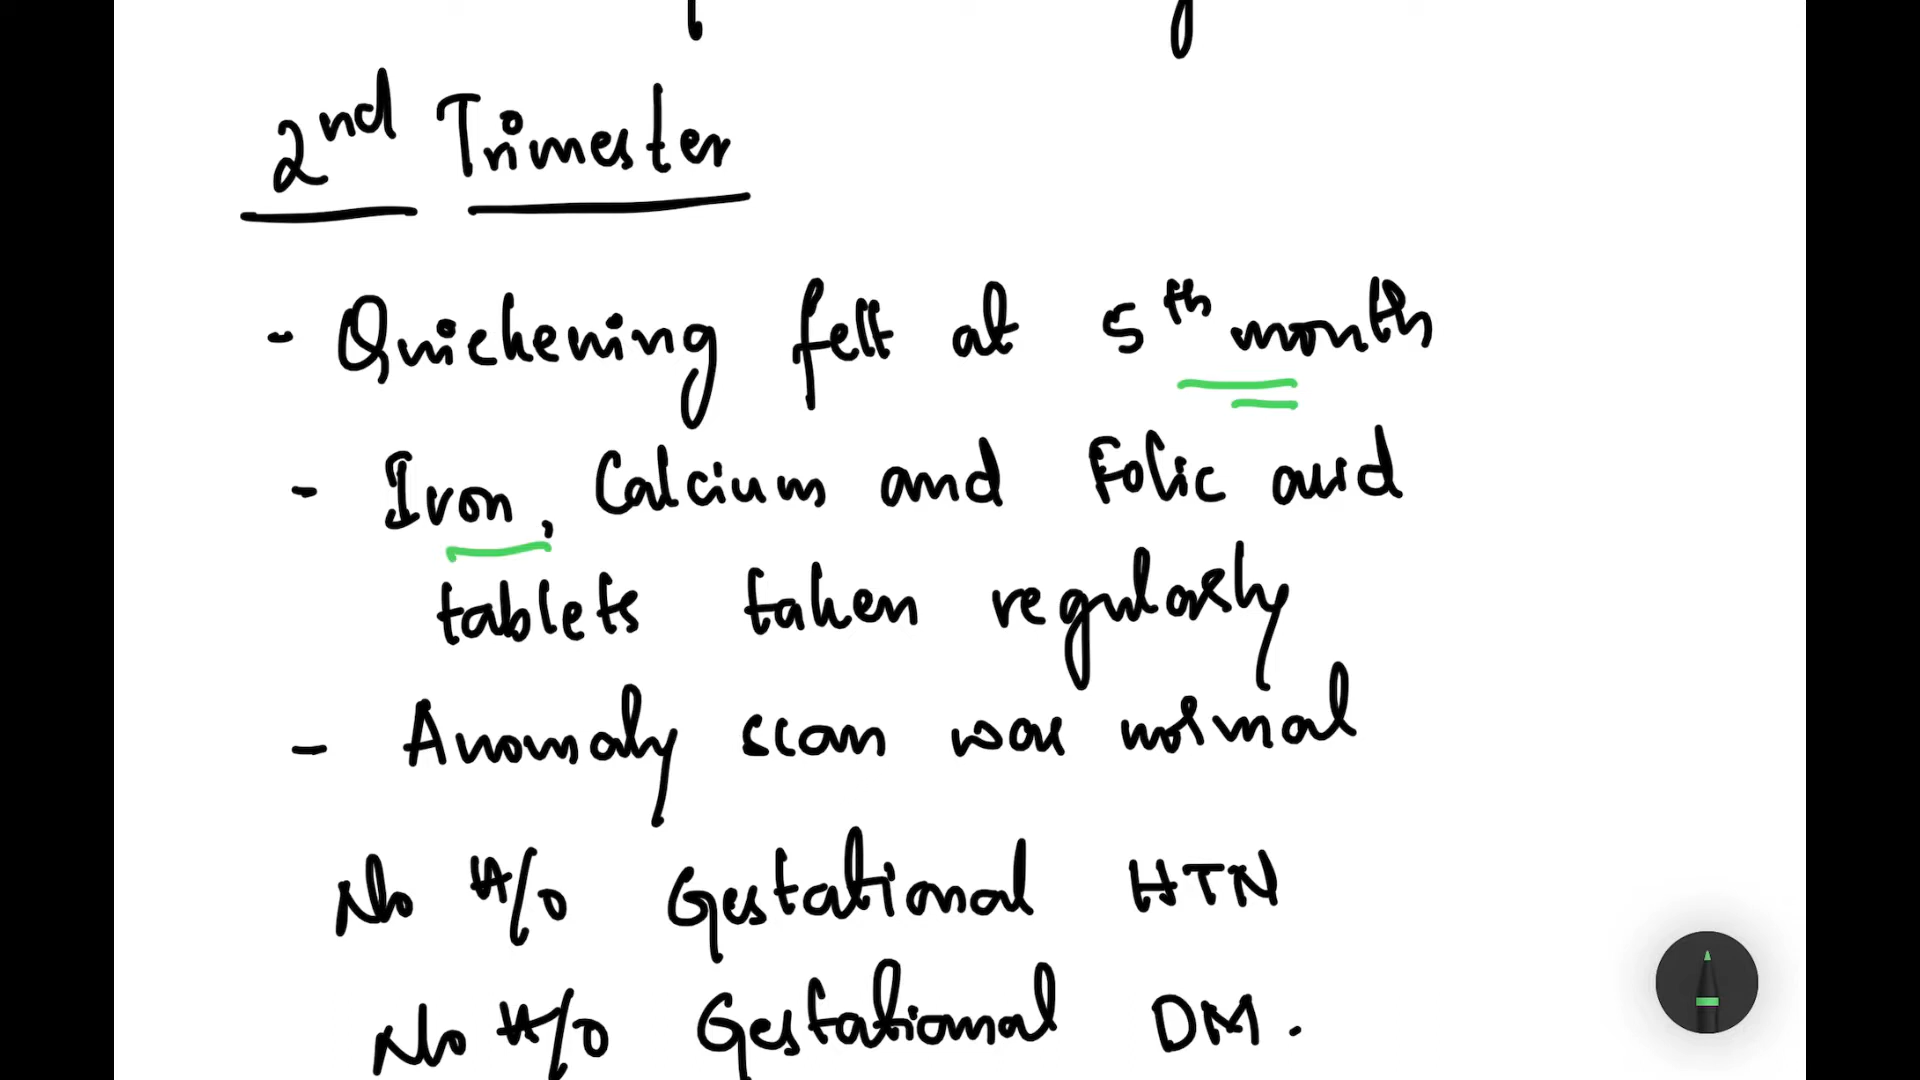 2nd Trimester
- Quickening felt at 5th month
- Iron, Calcium and Folic acid
tablets taken regularly
- Anomaly scan was normal
No H/o Gestational HTN
No H/o Gestational DM.